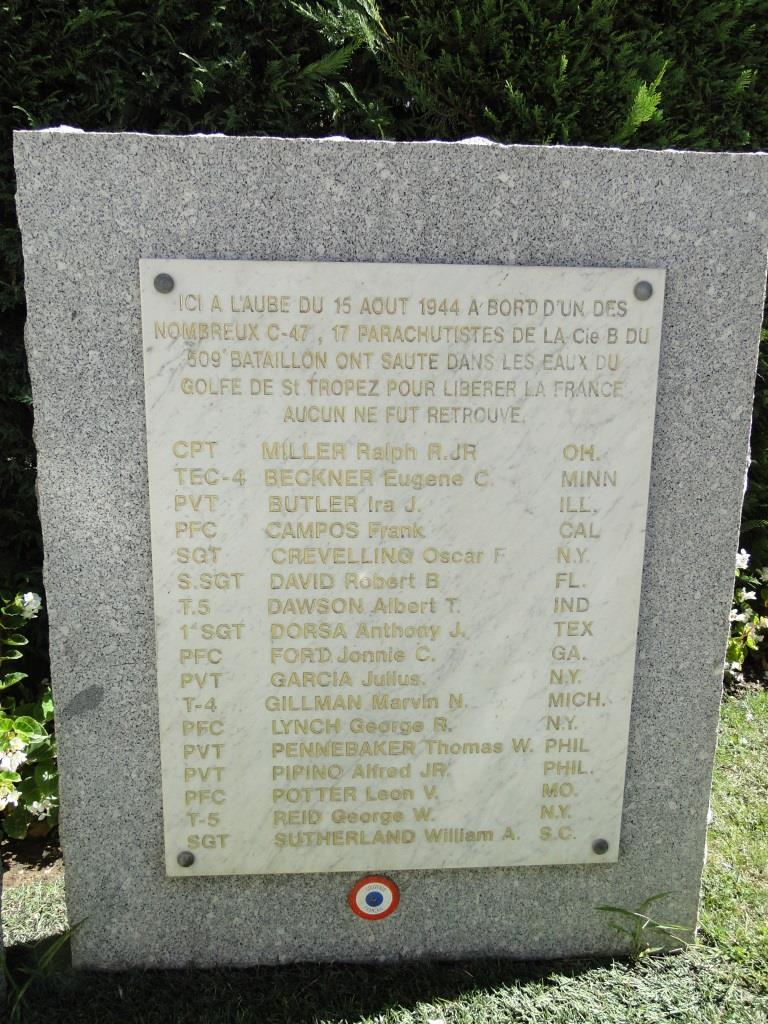 ICI A L'AUBE DU 15 AOUT 1944 A BORD D'UN DES
NOMBREUX C-47 , 17 PARACHUTISTES DE LA Cie B DU
509° BATAILLON ONT SAUTE DANS LES EAUX DU
GOLFE DE St TROPEZ POUR LIBERER LA FRANCE
AUCUN NE FUT RETROUVE.
CPT MILLER Ralph R.JR OH.
TEC-4 BECKNER Eugene C. MINN
PVT BUTLER Ira J. ILL.
PFC CAMPOS Frank CAL
SGT CREVELLING Oscar F N.Y.
S.SGT DAVID Robert B FL.
T.5 DAWSON Albert T. IND
1°SGT DORSA Anthony J. TEX
PFC FORD Jonnie C. GA.
PVT GARCIA Julius. N.Y.
T-4 GILLMAN Marvin N. MICH.
PFC LYNCH George R. N.Y.
PVT PENNEBAKER Thomas W. PHIL
PVT PIPINO Alfred JR. PHIL.
PFC POTTER Leon V. MO.
T-5 REID George W. N.Y.
SGT SUTHERLAND William A. S.C.
SOUVENIR
FRANÇAIS